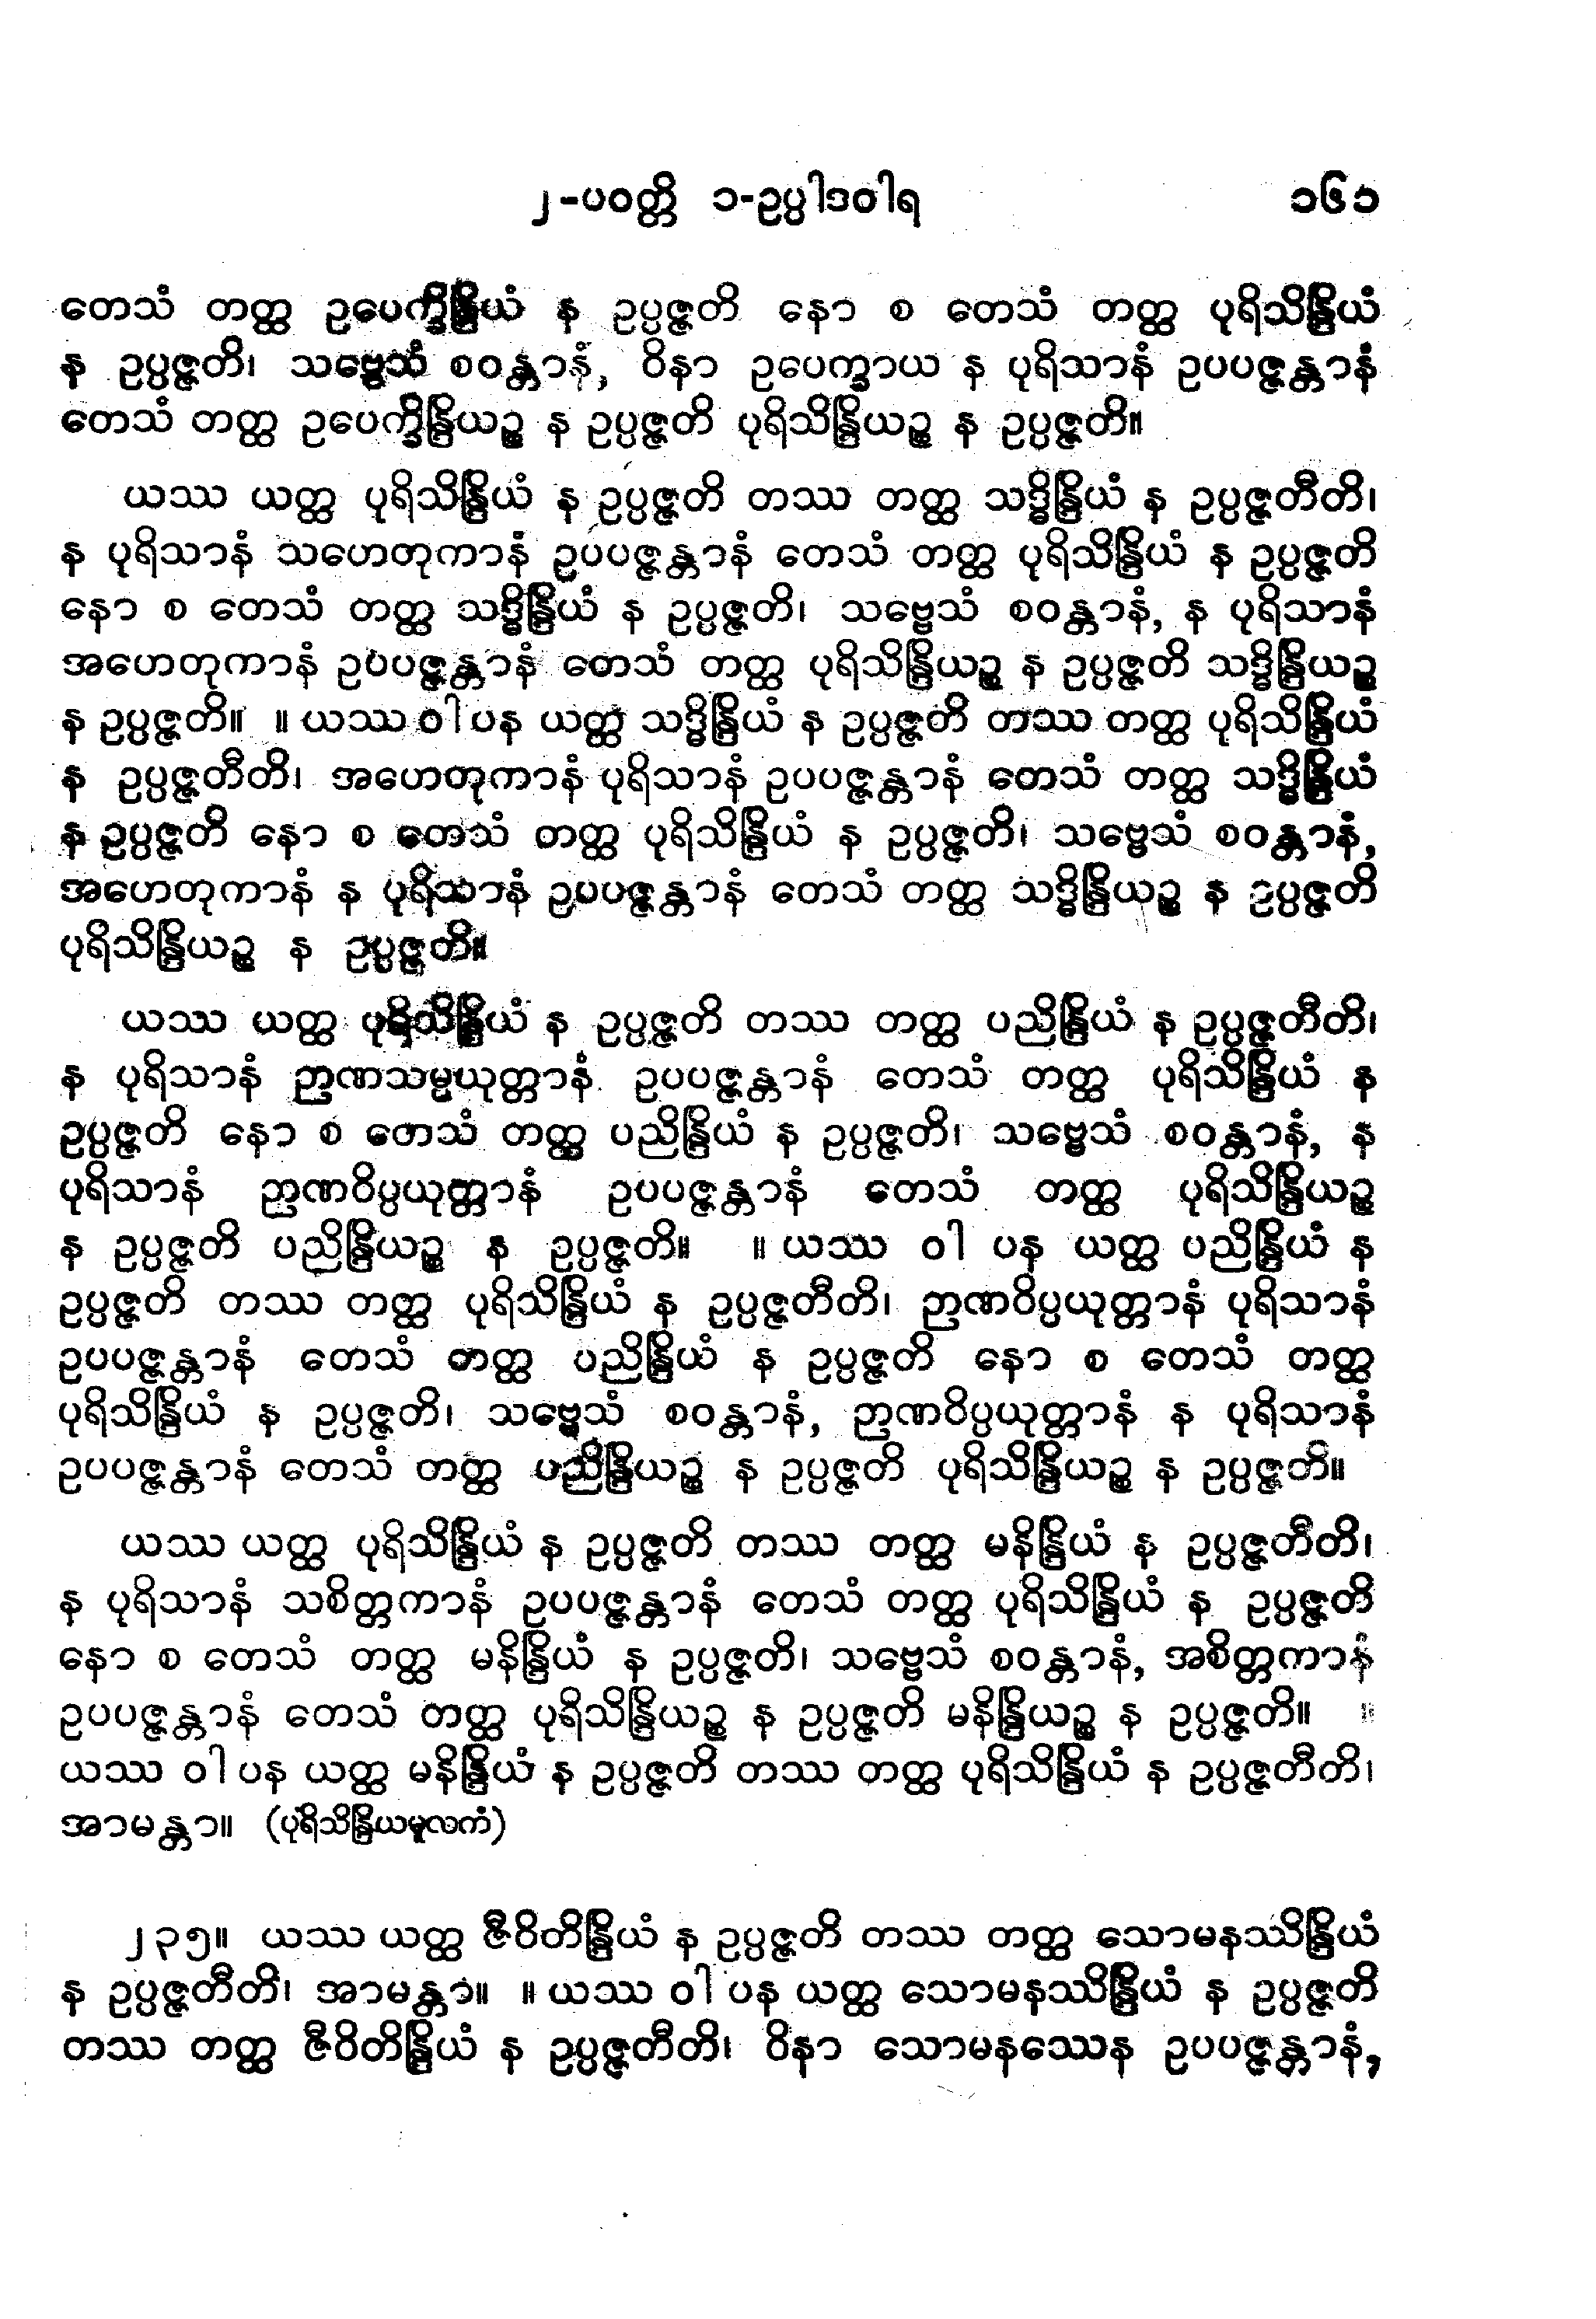 ၂-ပဝတ္တိ ၁-ဥပ္ပါဒဝါရ ၁၆၁
တေသံ တတ္ထ ဥပေက္ခိန္ဒြိယံ န ဥပ္ပဇ္ဇတိ နော စ တေသံ တတ္ထ ပုရိသိန္ဒြိယံ
န ဥပ္ပဇ္ဇတိ၊ သဗ္ဗေသံ စဝန္တာနံ, ဝိနာ ဥပေက္ခာယ န ပုရိသာနံ ဥပပဇ္ဇန္တာနံ
တေသံ တတ္ထ ဥပေက္ခိန္ဒြိယဉ္စ န ဥပ္ပဇ္ဇတိ ပုရိသိန္ဒြိယဉ္စ န ဥပ္ပဇ္ဇတိ။
ယဿ ယတ္ထ ပုရိသိန္ဒြိယံ န ဥပ္ပဇ္ဇတိ တဿ တတ္ထ သဒ္ဓိန္ဒြိယံ န ဥပ္ပဇ္ဇတီတိ၊
န ပုရိသာနံ သဟေတုကာနံ ဥပပဇ္ဇန္တာနံ တေသံ တတ္ထ ပုရိသိန္ဒြိယံ န ဥပ္ပဇ္ဇတိ
နော စ တေသံ တတ္ထ သဒ္ဓိန္ဒြိယံ န ဥပ္ပဇ္ဇတိ၊ သဗ္ဗေသံ စဝန္တာနံ, န ပုရိသာနံ
အဟေတုကာနံ ဥပပဇ္ဇန္တာနံ တေသံ တတ္ထ ပုရိသိန္ဒြိယဉ္စ န ဥပ္ပဇ္ဇတိ သဒ္ဓိန္ဒြိယဉ္စ
န ဥပ္ပဇ္ဇတိ။ ။ ယဿ ဝါ ပန ယတ္ထ သဒ္ဓိန္ဒြိယံ န ဥပ္ပဇ္ဇတိ တဿ တတ္ထ ပုရိသိန္ဒြိယံ
န ဥပ္ပဇ္ဇတီတိ၊ အဟေတုကာနံ ပုရိသာနံ ဥပပဇ္ဇန္တာနံ တေသံ တတ္ထ သဒ္ဓိန္ဒြိယံ
န ဥပ္ပဇ္ဇတိ နော စ တေသံ တတ္ထ ပုရိသိန္ဒြိယံ န ဥပ္ပဇ္ဇတိ၊ သဗ္ဗေသံ စဝန္တာနံ,
အဟေတုကာနံ န ပုရိသာနံ ဥပပဇ္ဇန္တာနံ တေသံ တတ္ထ သဒ္ဓိန္ဒြိယဉ္စ န ဥပ္ပဇ္ဇတိ
ပုရိသိန္ဒြိယဉ္စ န ဥပ္ပဇ္ဇတိ။
ယဿ ယတ္ထ ပုရိသိန္ဒြိယံ န ဥပ္ပဇ္ဇတိ တဿ တတ္ထ ပညိန္ဒြိယံ န ဥပ္ပဇ္ဇတီတိ၊
န ပုရိသာနံ ဉာဏသမ္ပယုတ္တာနံ ဥပပဇ္ဇန္တာနံ တေသံ တတ္ထ ပုရိသိန္ဒြိယံ န
ဥပ္ပဇ္ဇတိ နော စ တေသံ တတ္ထ ပညိန္ဒြိယံ န ဥပ္ပဇ္ဇတိ၊ သဗ္ဗေသံ စဝန္တာနံ, န
ပုရိသာနံ ဉာဏဝိပ္ပယုတ္တာနံ ဥပပဇ္ဇန္တာနံ တေသံ တတ္ထ ပုရိသိန္ဒြိယဉ္စ
န ဥပ္ပဇ္ဇတိ ပညိန္ဒြိယဉ္စ န ဥပ္ပဇ္ဇတိ။ ။ ယဿ ဝါ ပန ယတ္ထ ပညိန္ဒြိယံ န
ဥပ္ပဇ္ဇတိ တဿ တတ္ထ ပုရိသိန္ဒြိယံ န ဥပ္ပဇ္ဇတီတိ၊ ဉာဏဝိပ္ပယုတ္တာနံ ပုရိသာနံ
ဥပပဇ္ဇန္တာနံ တေသံ တတ္ထ ပညိန္ဒြိယံ န ဥပ္ပဇ္ဇတိ နော စ တေသံ တတ္ထ
ပုရိသိန္ဒြိယံ န ဥပ္ပဇ္ဇတိ၊ သဗ္ဗေသံ စဝန္တာနံ, ဉာဏဝိပ္ပယုတ္တာနံ န ပုရိသာနံ
ဥပပဇ္ဇန္တာနံ တေသံ တတ္ထ ပညိန္ဒြိယဉ္စ န ဥပ္ပဇ္ဇတိ ပုရိသိန္ဒြိယဉ္စ န ဥပ္ပဇ္ဇတိ။
ယဿ ယတ္ထ ပုရိသိန္ဒြိယံ န ဥပ္ပဇ္ဇတိ တဿ တတ္ထ မနိန္ဒြိယံ န ဥပ္ပဇ္ဇတီတိ၊
န ပုရိသာနံ သစိတ္တကာနံ ဥပပဇ္ဇန္တာနံ တေသံ တတ္ထ ပုရိသိန္ဒြိယံ န ဥပ္ပဇ္ဇတိ
နော စ တေသံ တတ္ထ မနိန္ဒြိယံ န ဥပ္ပဇ္ဇတိ၊ သဗ္ဗေသံ စဝန္တာနံ, အစိတ္တကာနံ
ဥပပဇ္ဇန္တာနံ တေသံ တတ္ထ ပုရိသိန္ဒြိယဉ္စ န ဥပ္ပဇ္ဇတိ မနိန္ဒြိယဉ္စ န ဥပ္ပဇ္ဇတိ။ ။
ယဿ ဝါ ပန ယတ္ထ မနိန္ဒြိယံ န ဥပ္ပဇ္ဇတိ တဿ တတ္ထ ပုရိသိန္ဒြိယံ န ဥပ္ပဇ္ဇတီတိ၊
အာမန္တာ။ (ပုရိသိန္ဒြိယမူလကံ)
၂၃၅။ ယဿ ယတ္ထ ဇီဝိတိန္ဒြိယံ န ဥပ္ပဇ္ဇတိ တဿ တတ္ထ သောမနဿိန္ဒြိယံ
န ဥပ္ပဇ္ဇတီတိ၊ အာမန္တာ။ ။ ယဿ ဝါ ပန ယတ္ထ သောမနဿိန္ဒြိယံ န ဥပ္ပဇ္ဇတိ
တဿ တတ္ထ ဇီဝိတိန္ဒြိယံ န ဥပ္ပဇ္ဇတီတိ၊ ဝိနာ သောမနဿေန ဥပပဇ္ဇန္တာနံ,